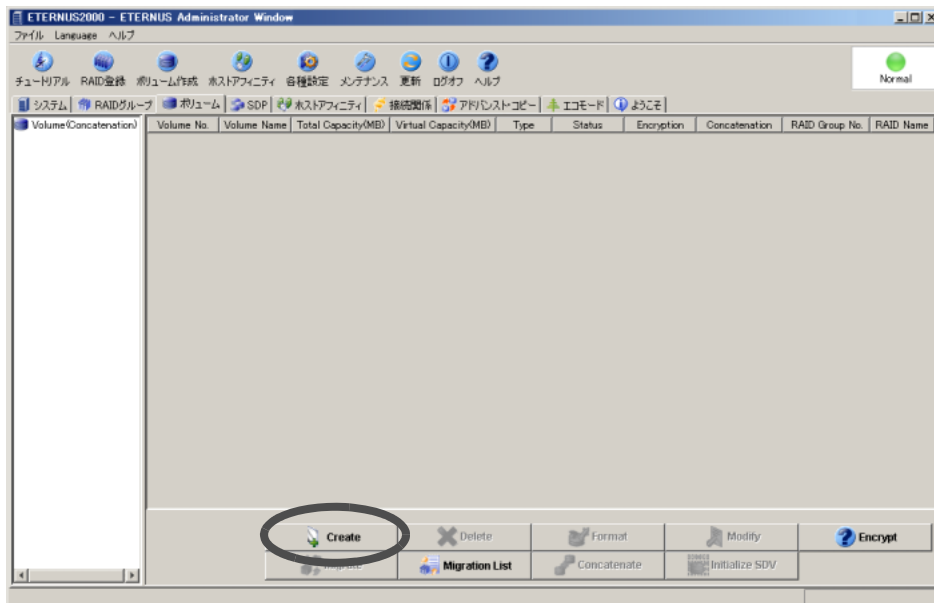 ETERNUS2000 - ETERNUS Administrator Window
ファイル Language ヘルプ
チュートリアル RAID登録 ボリューム作成 ホストアフィニティ 各種設定 メンテナンス 更新 ログオフ ヘルプ
Normal
システム RAIDグループ ボリューム SDP ホストアフィニティ 接続関係 アドバンスト・コピー エコモード ようこそ
Volume(Concatenation) Volume No. Volume Name Total Capacity(MB) Virtual Capacity(MB) Type Status Encryption Concatenation RAID Group No. RAID Name
Create Delete Format Modify Encrypt
Migration List Concatenate Initialize SDV